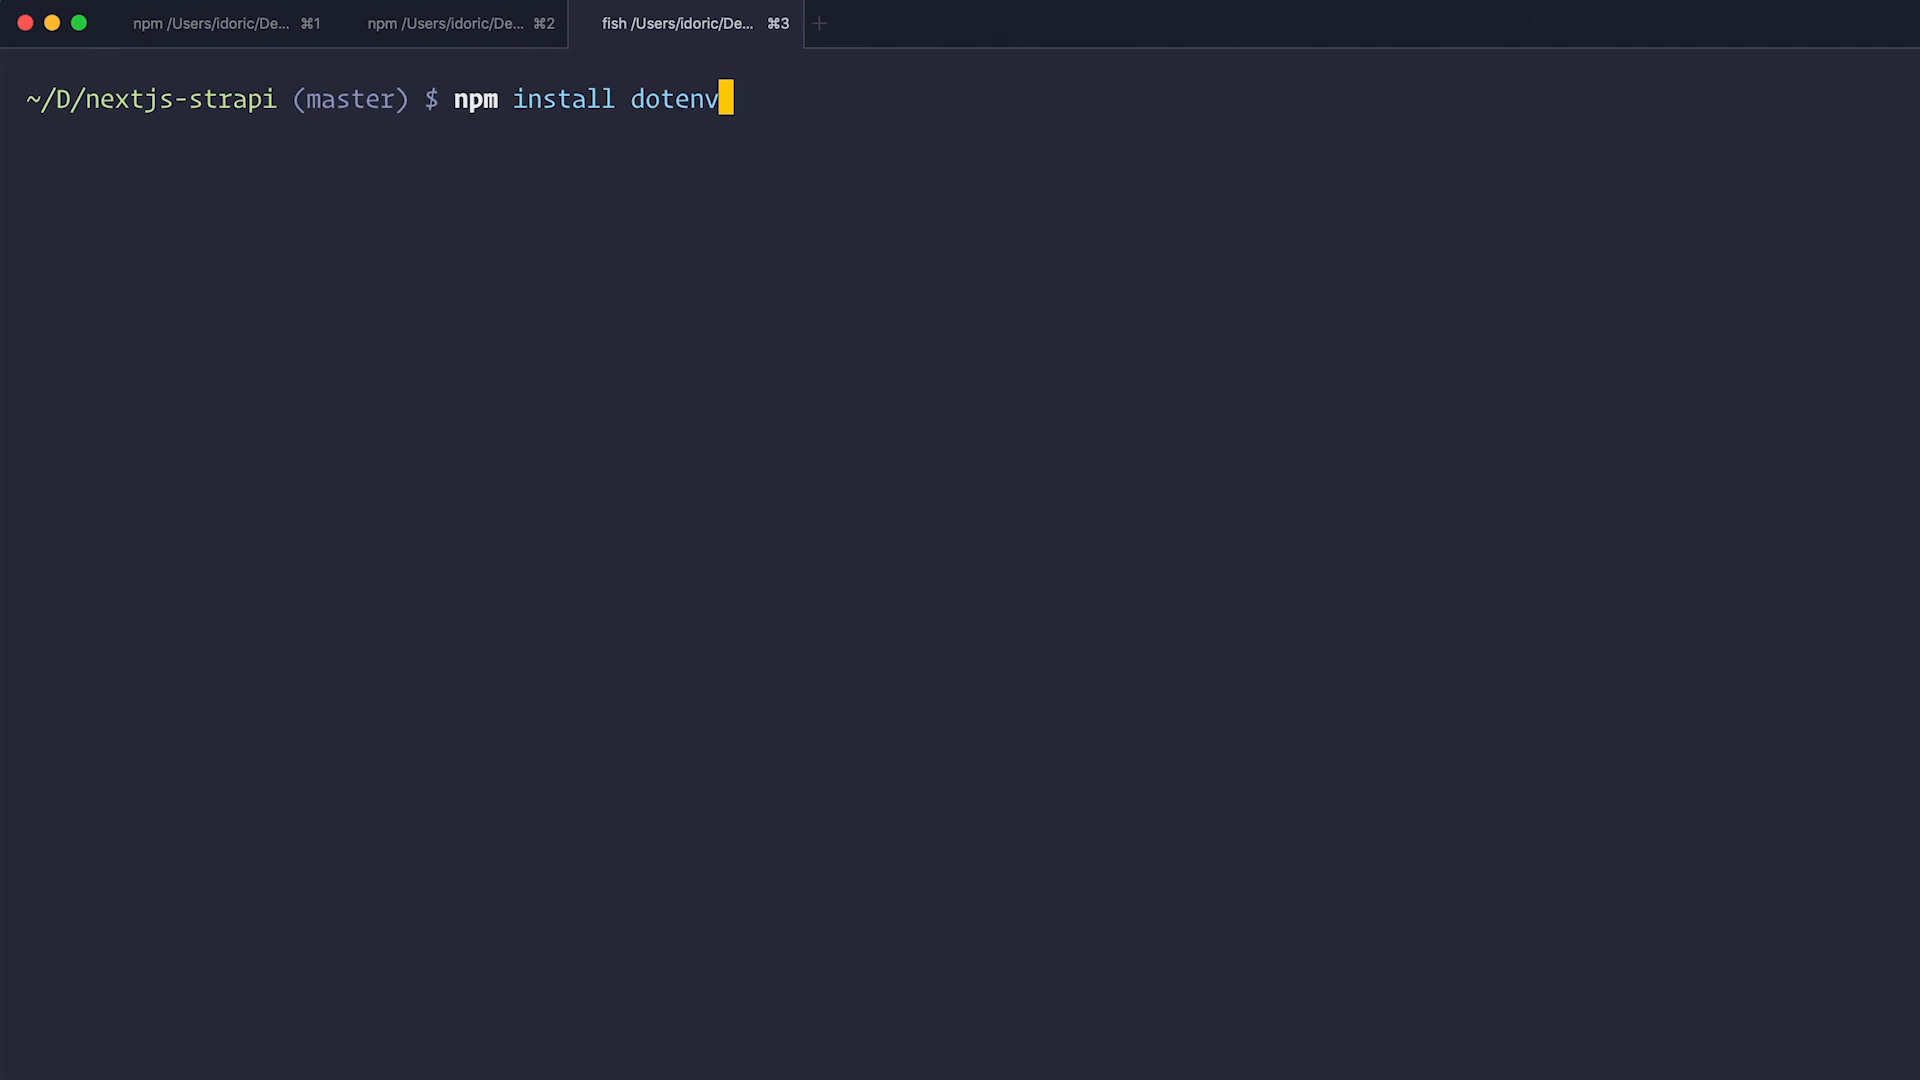 npm /Users/idoric/De... ⌘1 npm /Users/idoric/De... ⌘2 fish /Users/idoric/De... ⌘3 +
~/D/nextjs-strapi (master) $ npm install dotenv